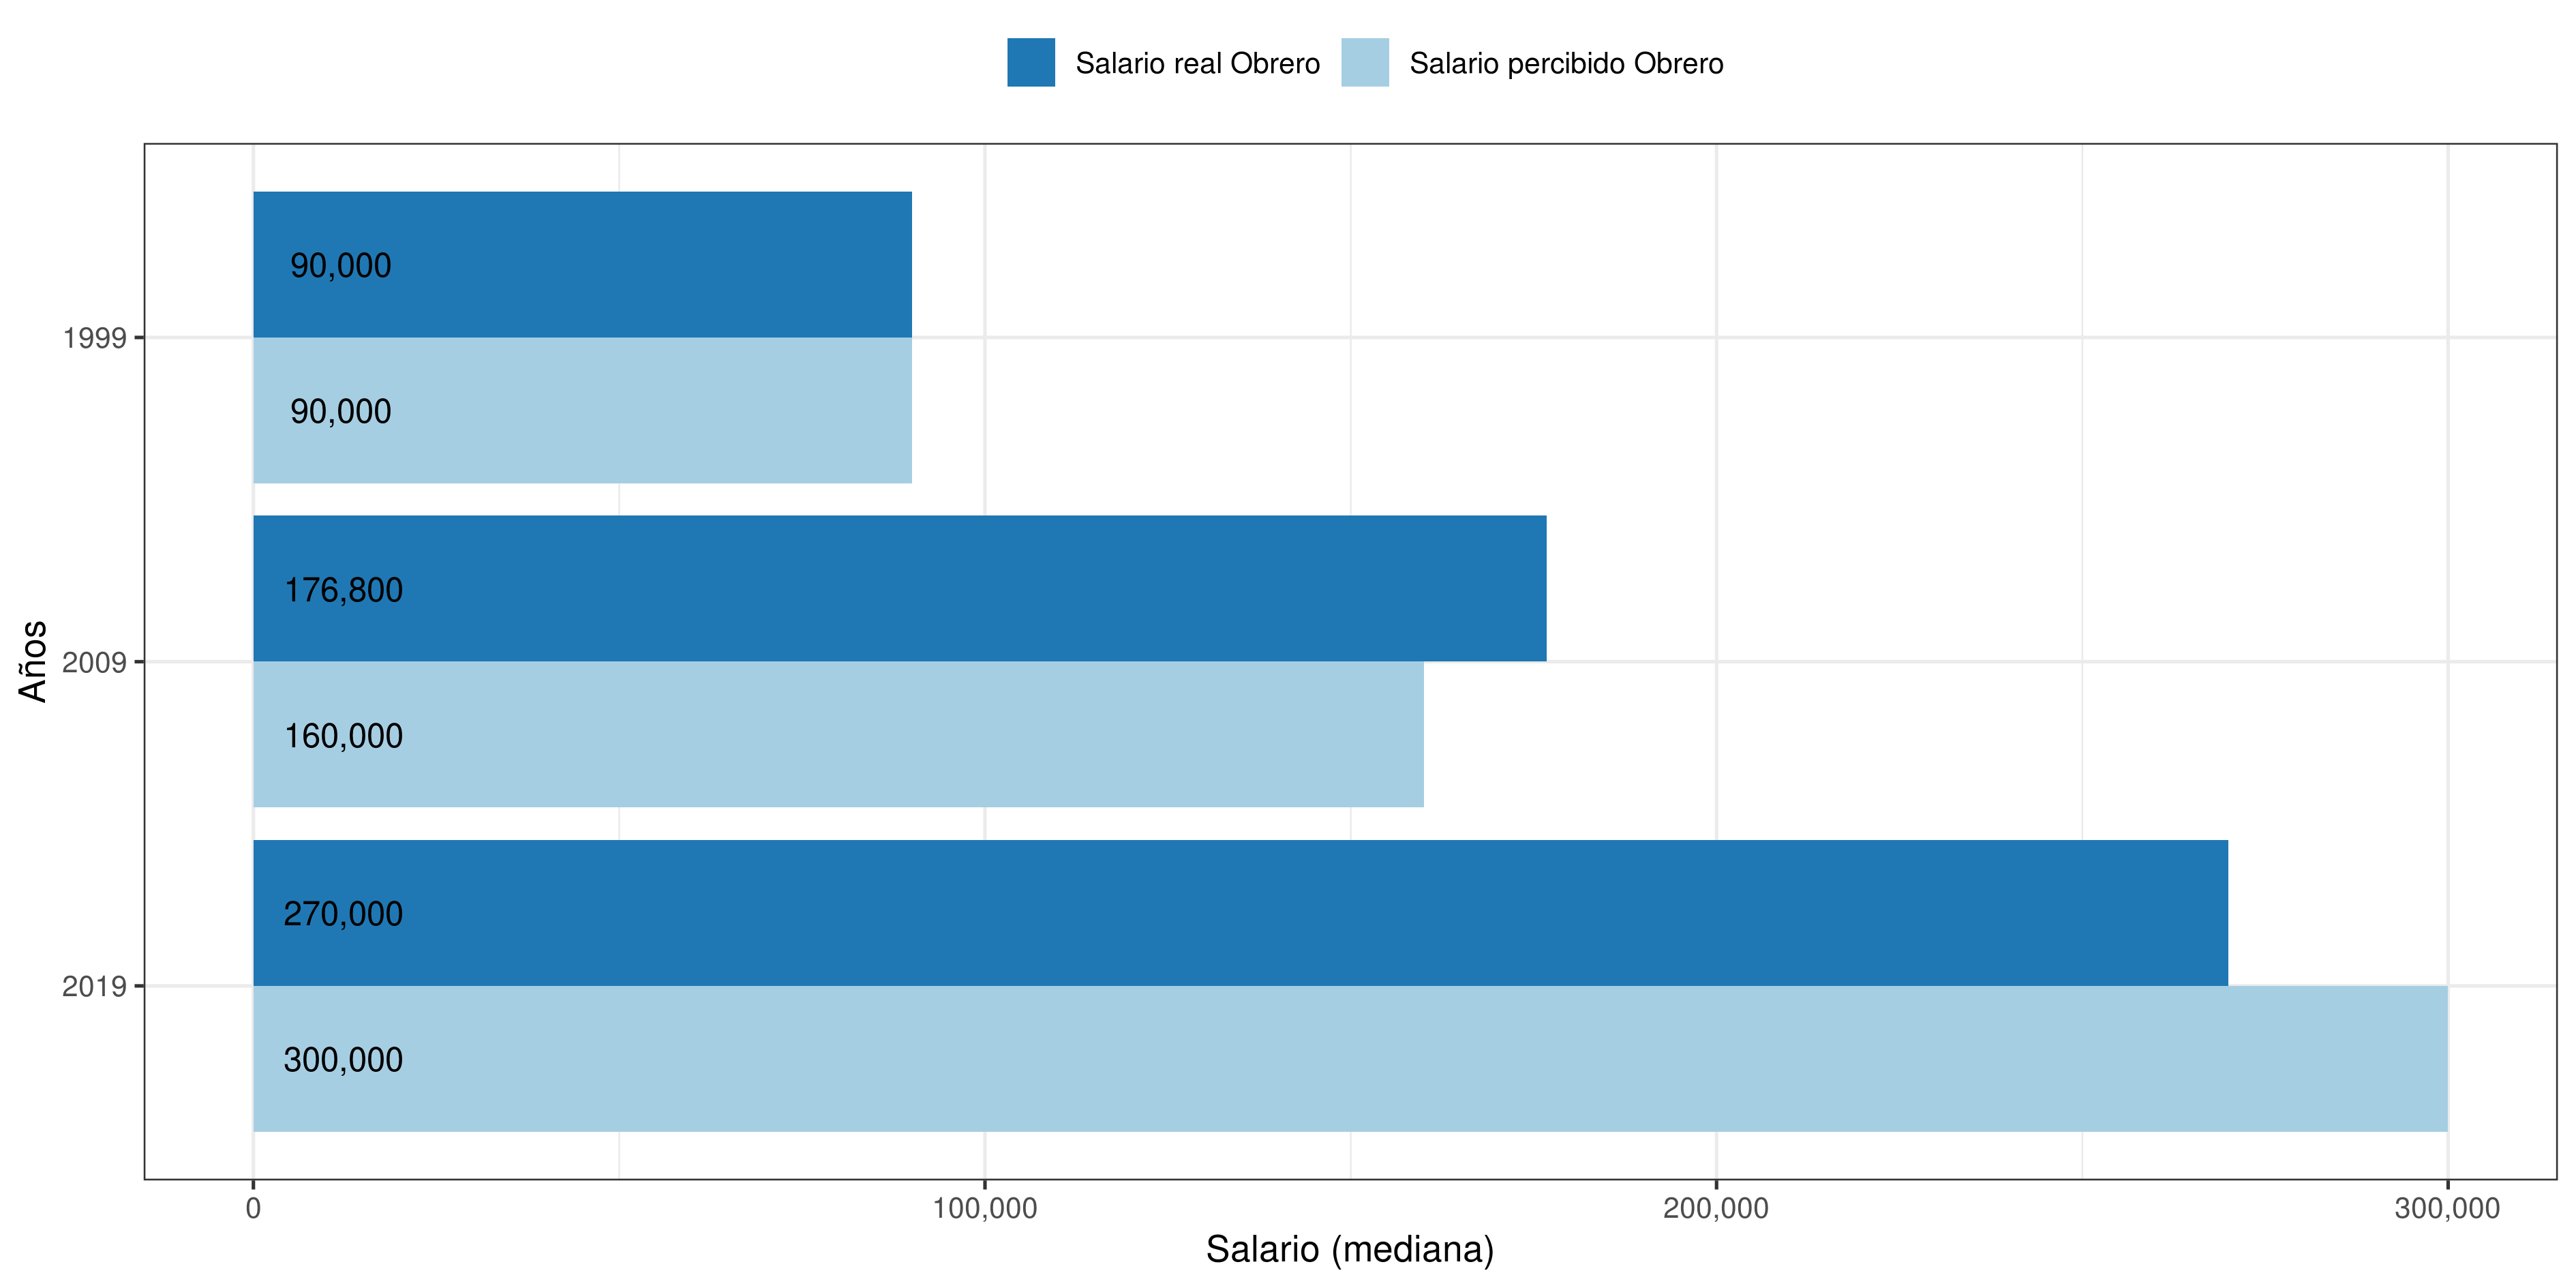 Salario real Obrero Salario percibido Obrero
90,000
1999
90,000
176,800
Años
2009
160,000
270,000
2019
300,000
0 100,000 200,000 300,000
Salario (mediana)